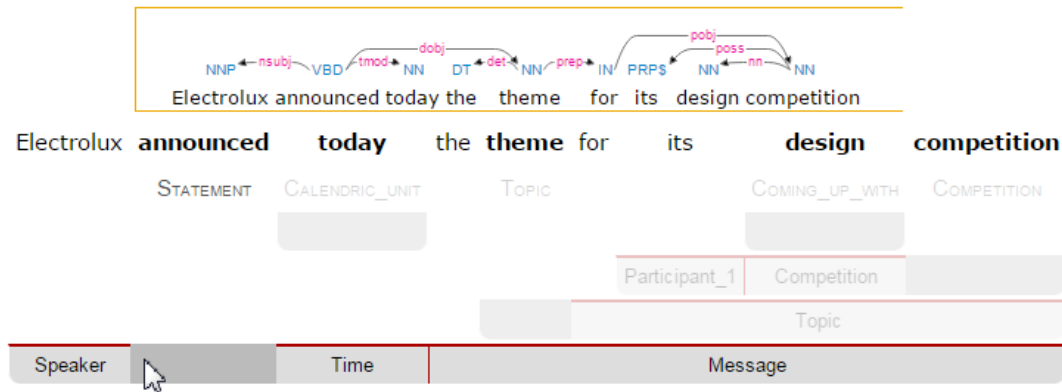 pobj
dobj poss
nsubj tmod det prep nn
NNP VBD NN DT NN IN PRP$ NN NN
Electrolux announced today the theme for its design competition
Electrolux announced today the theme for its design competition
STATEMENT CALENDRIC_UNIT TOPIC COMING_UP_WITH COMPETITION
Participant_1 Competition
Topic
Speaker Time Message